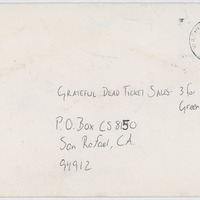 GRATEFUL DEAD TICKET SALES 3 for
Green
P.O. Box CS 8150
San Rafael, CA.
94912